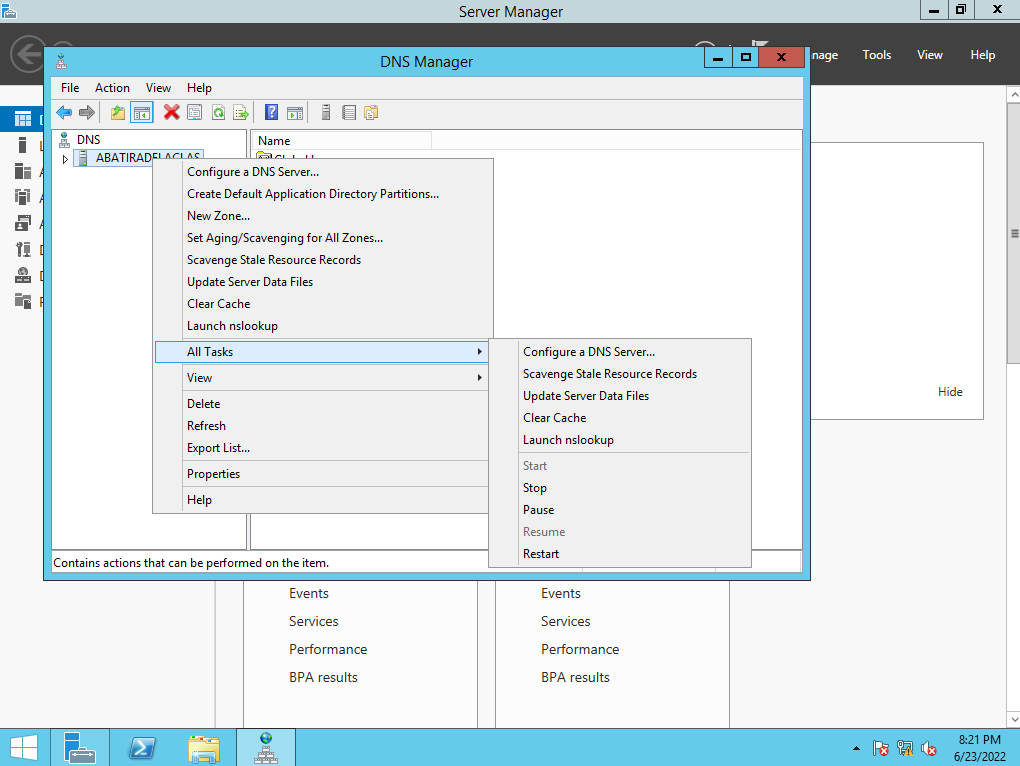 Server Manager
Tools
View
Help
DNS Manager
File
Action
View
Help
DNS
ABATIRADELACLAS
Name
Configure a DNS Server...
Create Default Application Directory Partitions...
New Zone...
Set Aging/Scavenging for All Zones...
Scavenge Stale Resource Records
Update Server Data Files
Clear Cache
Launch nslookup
All Tasks
View
Delete
Refresh
Export List...
Properties
Help
Configure a DNS Server...
Scavenge Stale Resource Records
Update Server Data Files
Clear Cache
Launch nslookup
Start
Stop
Pause
Resume
Restart
Hide
Contains actions that can be performed on the item.
Events
Services
Performance
BPA results
Events
Services
Performance
BPA results
8:21 PM
6/23/2022